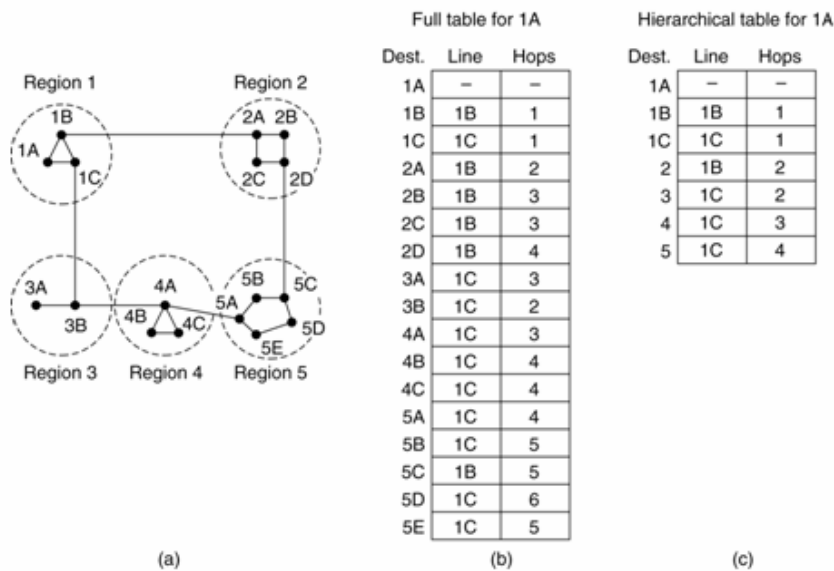 Full table for 1A
Hierarchical table for 1A
Dest. Line Hops
Dest. Line Hops
Region 1
Region 2
1B
2A 2B
1A
1C
2C 2D
3A
3B
4A
4B 4C
5B 5C
5A
5D
5E
Region 3
Region 4
Region 5
1A – –
1B 1B 1
1C 1C 1
2A 1B 2
2B 1B 3
2C 1B 3
2D 1B 4
3A 1C 3
3B 1C 2
4A 1C 3
4B 1C 4
4C 1C 4
5A 1C 4
5B 1C 5
5C 1B 5
5D 1C 6
5E 1C 5
1A – –
1B 1B 1
1C 1C 1
2 1B 2
3 1C 2
4 1C 3
5 1C 4
(a)
(b)
(c)